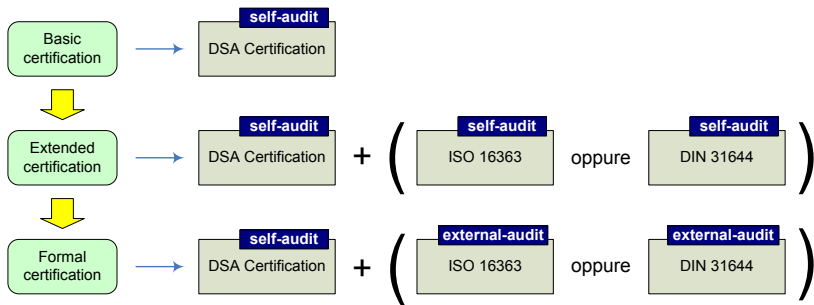 self-audit
Basic
certification
DSA Certification
self-audit
self-audit
self-audit
Extended
certification
DSA Certification
+
(
ISO 16363
oppure
DIN 31644
)
self-audit
external-audit
external-audit
Formal
certification
DSA Certification
+
(
ISO 16363
oppure
DIN 31644
)